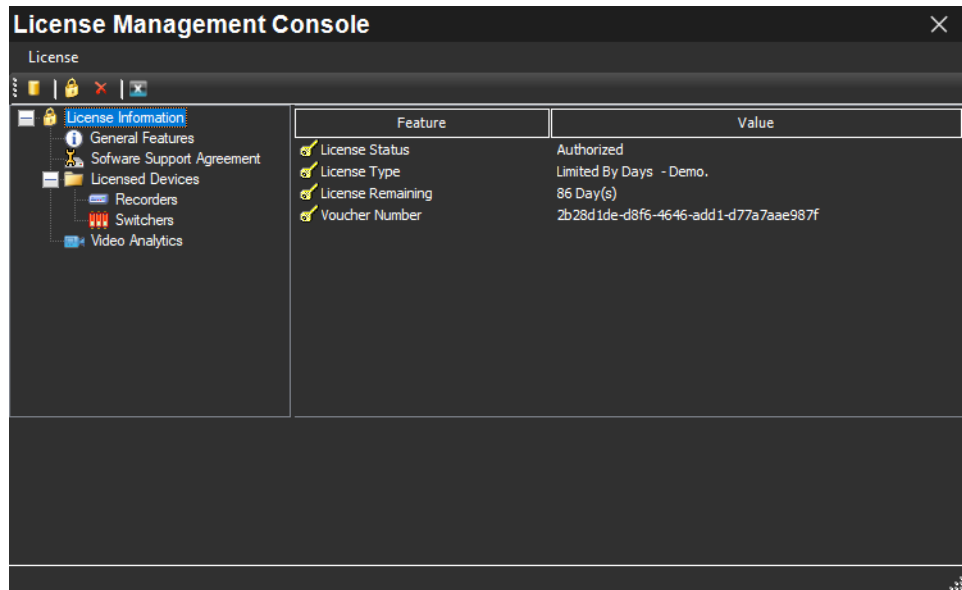 License Management Console
License
License Information
General Features
Sofware Support Agreement
Licensed Devices
Recorders
Switchers
Video Analytics
Feature Value
License Status Authorized
License Type Limited By Days - Demo.
License Remaining 86 Day(s)
Voucher Number 2b28d1de-d8f6-4646-add1-d77a7aae987f